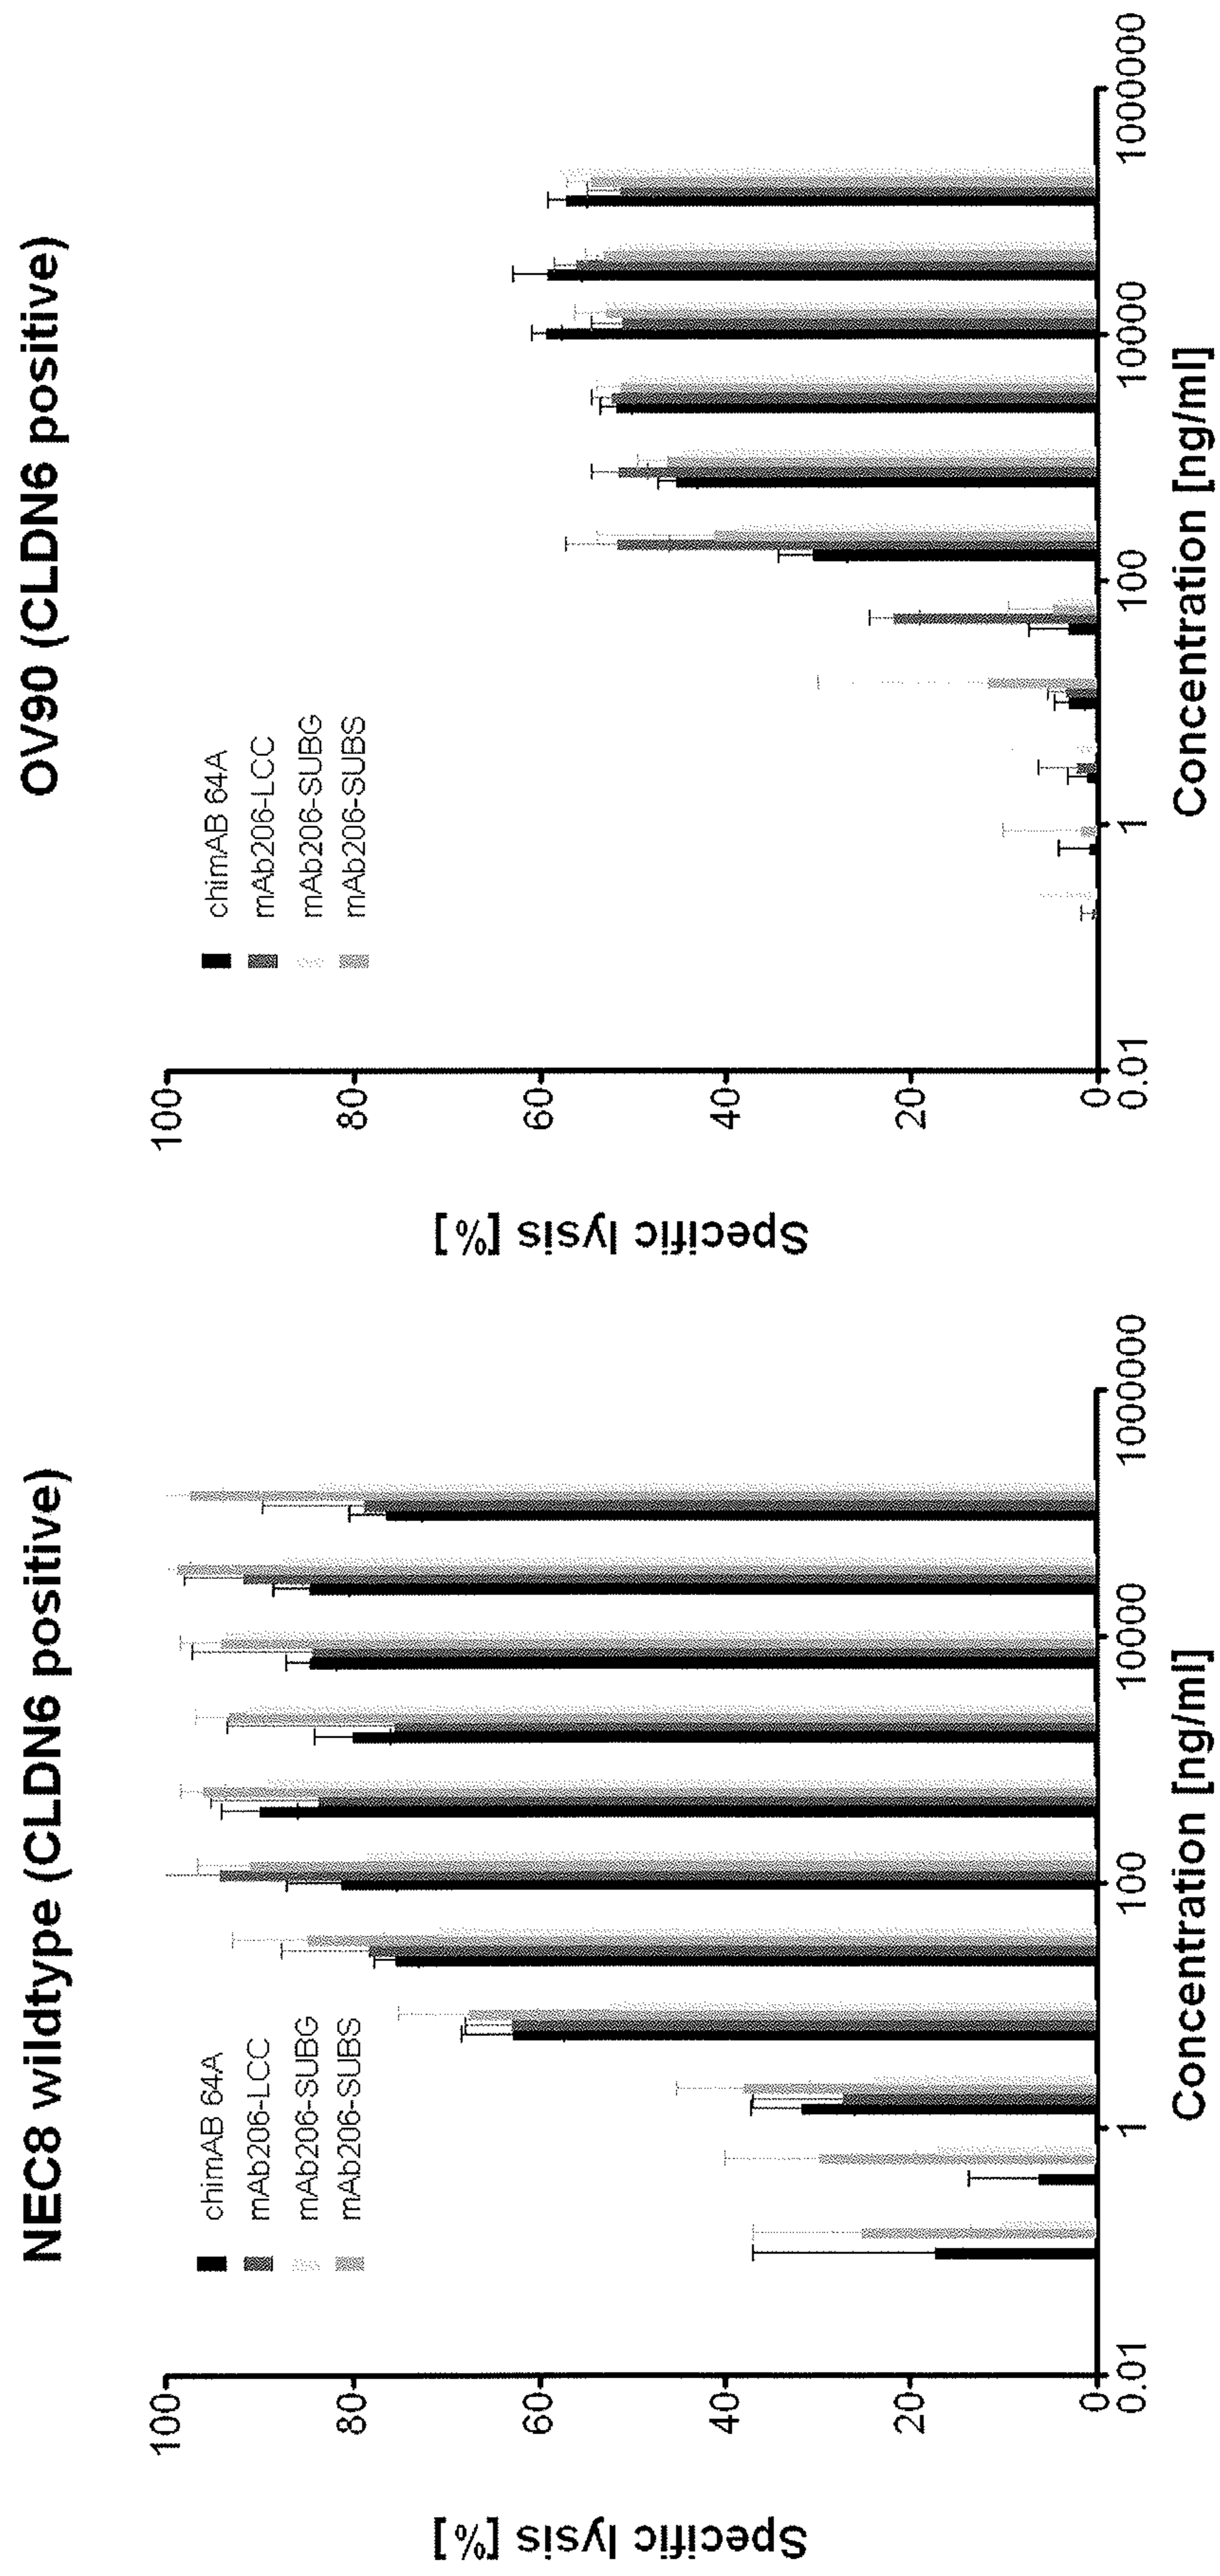 NEC8 wildtype (CLDN6 positive)
chimAB 64A
mAb206-LCC
mAb206-SUBG
mAb206-SUBS
Specific lysis [%]
100
80
60
40
20
0
0.01
1
100
10000
1000000
Concentration [ng/ml]
OV90 (CLDN6 positive)
chimAB 64A
mAb206-LCC
mAb206-SUBG
mAb206-SUBS
Specific lysis [%]
100
80
60
40
20
0
0.01
1
100
10000
1000000
Concentration [ng/ml]